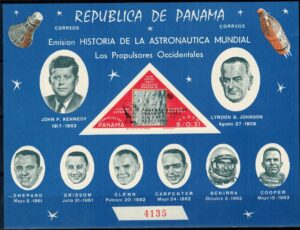 REPUBLICA DE PANAMA
CORREOS CORREOS
Emision HISTORIA DE LA ASTRONAUTICA MUNDIAL
Los Propulsores Occidentales
PANAMA B/0.31
JOHN F. KENNEDY
1917-1963
LYNDON B. JOHNSON
Agosto 27-1908
SHEPARD
Mayo 5-1961
GRISSOM
Julio 21-1961
GLENN
Febrero 20-1962
CARPENTER
Mayo 24-1962
SCHIRRA
Octubre 3-1962
COOPER
Mayo 15-1963
4135